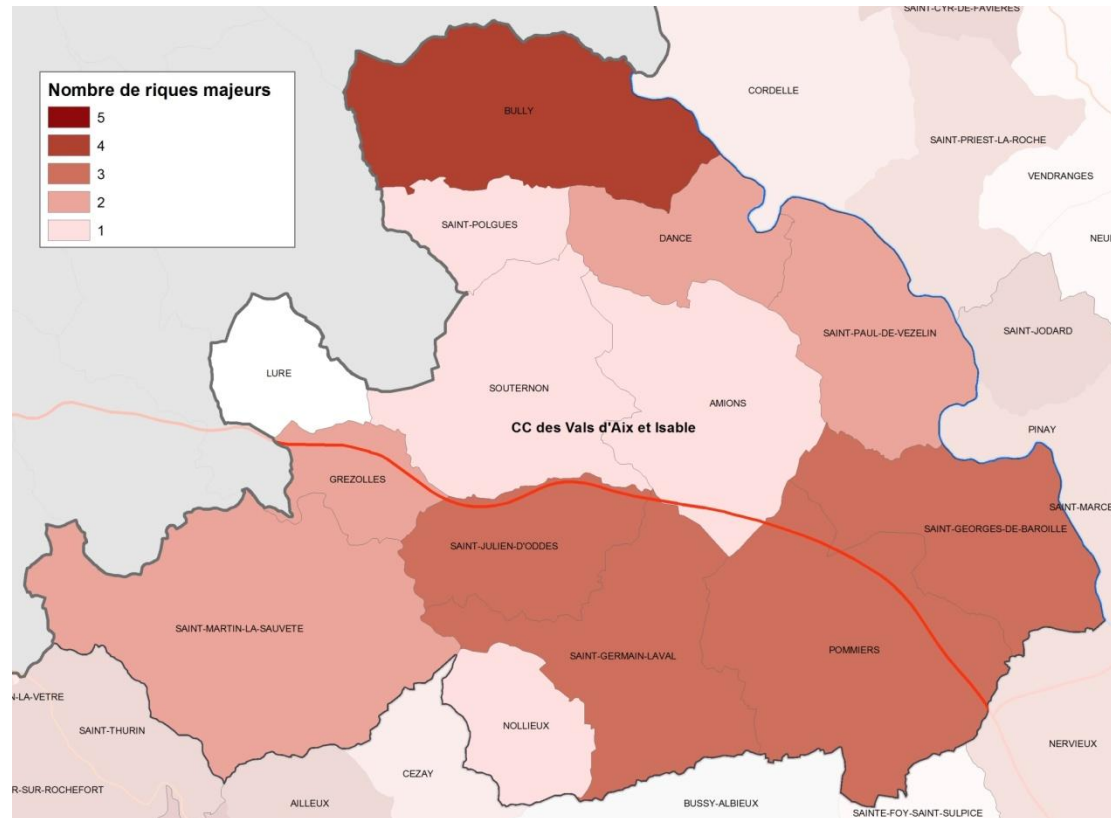 SAINT-CYR-DE-FAVIERES
Nombre de riques majeurs
5
4
3
2
1
BULLY
CORDELLE
SAINT-PRIEST-LA-ROCHE
VENDRANGES
SAINT-POLGUES
DANCE
NEU
SAINT-PAUL-DE-VEZELIN
SAINT-JODARD
LURE
SOUTERNON
AMIONS
CC des Vals d'Aix et Isable
PINAY
GREZOLLES
SAINT-MARCE
SAINT-GEORGES-DE-BAROILLE
SAINT-JULIEN-D'ODDES
SAINT-MARTIN-LA-SAUVETE
SAINT-GERMAIN-LAVAL
POMMIERS
N-LA-VETRE
SAINT-THURIN
NOLLIEUX
NERVIEUX
CEZAY
R-SUR-ROCHEFORT
AILLEUX
BUSSY-ALBIEUX
SAINTE-FOY-SAINT-SULPICE